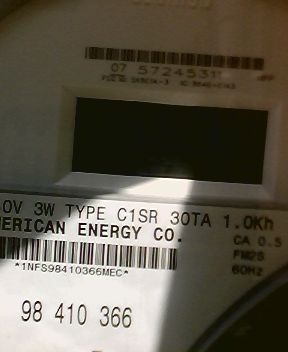 07 57245311
0V 3W TYPE C1SR 30TA 1.0Kh
ERICAN ENERGY CO.
CA 0.5
FM2S
60Hz
*1NFS98410366MEC*
98 410 366